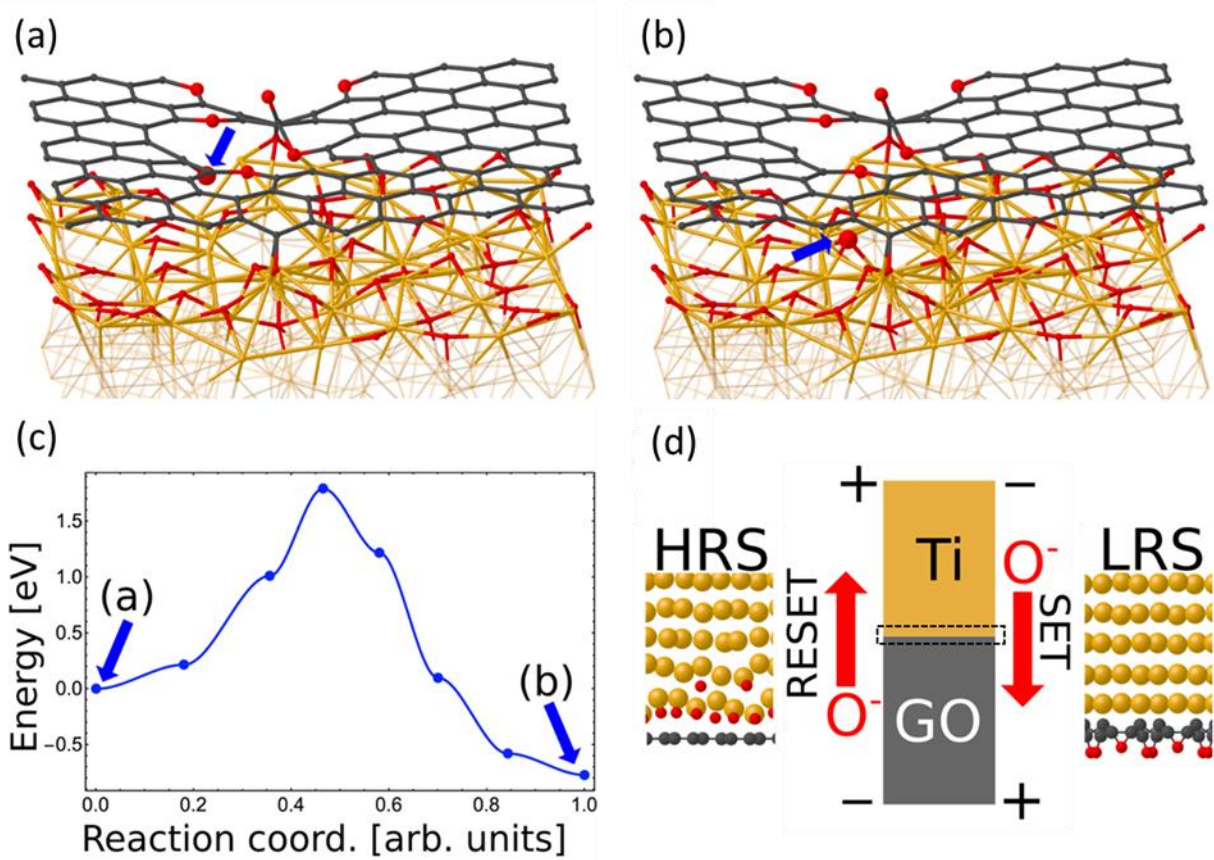 (a)
(b)
(c)
Energy [eV]
1.5
1.0
0.5
0.0
−0.5
(a)
(b)
0.0 0.2 0.4 0.6 0.8 1.0
Reaction coord. [arb. units]
(d)
+ −
HRS
Ti
O-
LRS
RESET
SET
O-
GO
− +